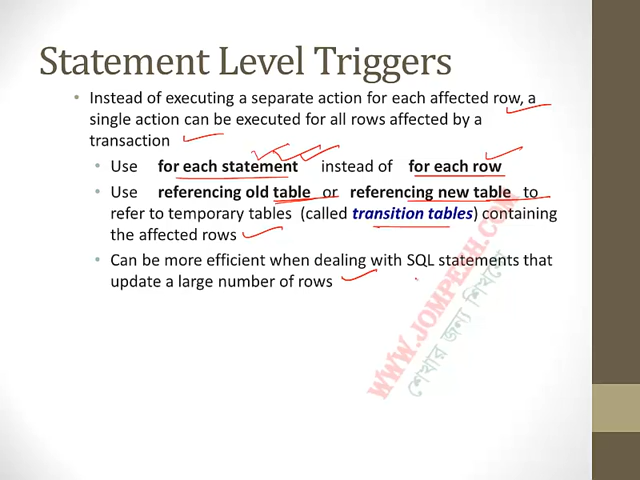 Statement Level Triggers
• Instead of executing a separate action for each affected row, a
single action can be executed for all rows affected by a
transaction
• Use for each statement instead of for each row
• Use referencing old table or referencing new table to
refer to temporary tables (called transition tables) containing
the affected rows
• Can be more efficient when dealing with SQL statements that
update a large number of rows
WWW.JOMPESH.COM
শেখার জন্য শিখছি